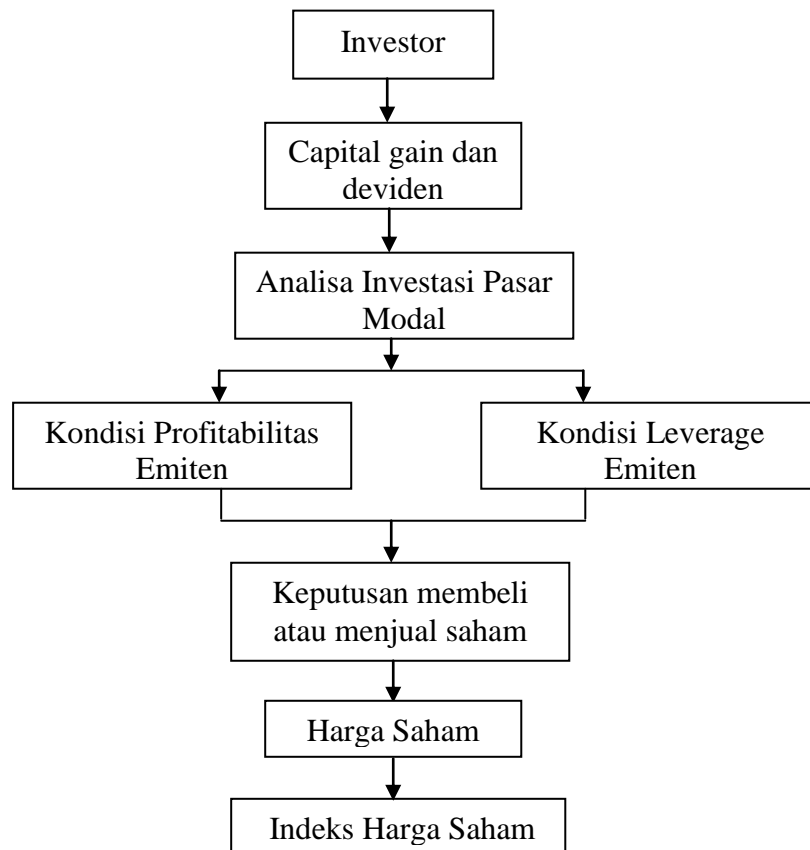 Investor
Capital gain dan
deviden
Analisa Investasi Pasar
Modal
Kondisi Profitabilitas
Emiten
Kondisi Leverage
Emiten
Keputusan membeli
atau menjual saham
Harga Saham
Indeks Harga Saham